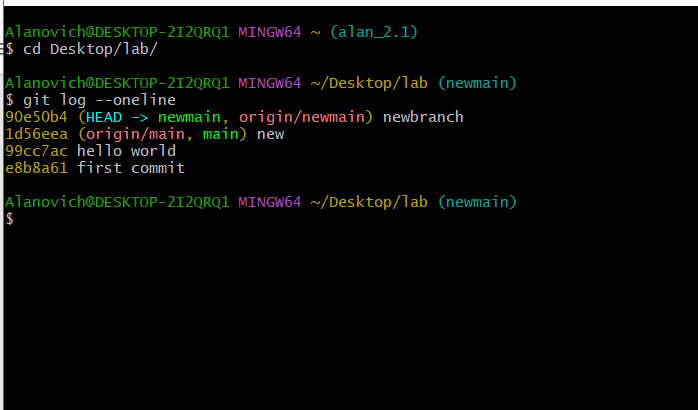 Alanovich@DESKTOP-2I2QRQ1 MINGW64 ~ (alan_2.1)
$ cd Desktop/lab/
Alanovich@DESKTOP-2I2QRQ1 MINGW64 ~/Desktop/lab (newmain)
$ git log --oneline
90e50b4 (HEAD -> newmain, origin/newmain) newbranch
1d56eea (origin/main, main) new
99cc7ac hello world
e8b8a61 first commit
Alanovich@DESKTOP-2I2QRQ1 MINGW64 ~/Desktop/lab (newmain)
$